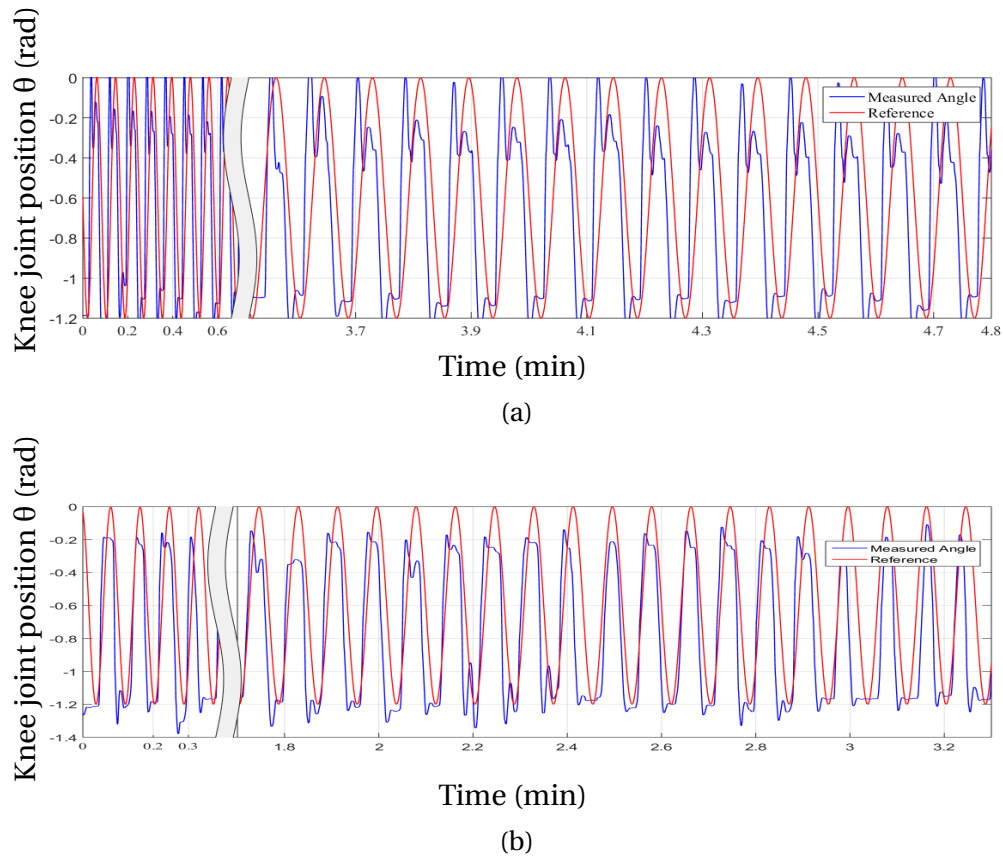 Knee joint position θ (rad)
0
-0.2
-0.4
-0.6
-0.8
-1
-1.2
Measured Angle
Reference
0 0.2 0.4 0.6 3.7 3.9 4.1 4.3 4.5 4.7 4.8
Time (min)
(a)
Knee joint position θ (rad)
0
-0.2
-0.4
-0.6
-0.8
-1
-1.2
-1.4
Measured Angle
Reference
0 0.2 0.3 1.8 2 2.2 2.4 2.6 2.8 3 3.2
Time (min)
(b)